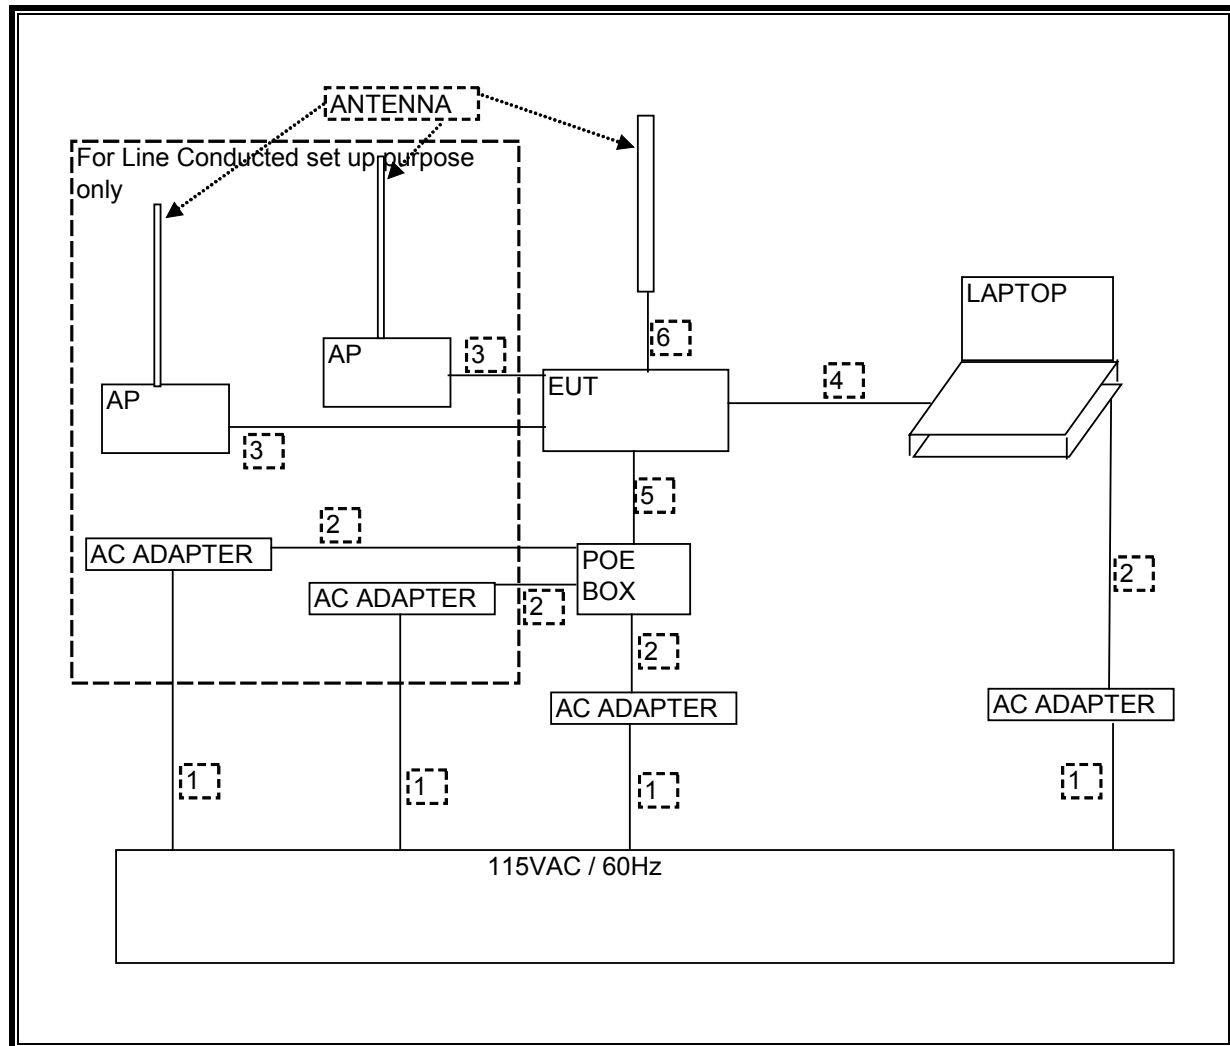 ANTENNA
For Line Conducted set up purpose
only
LAPTOP
6
AP
3
EUT
4
AP
3
5
2
AC ADAPTER
POE
BOX
2
AC ADAPTER
2
2
AC ADAPTER
AC ADAPTER
1
1
1
1
115VAC / 60Hz